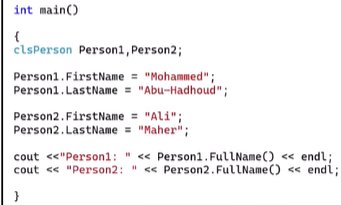 int main()
{
clsPerson Person1,Person2;
Person1.FirstName = "Mohammed";
Person1.LastName = "Abu-Hadhoud";
Person2.FirstName = "Ali";
Person2.LastName = "Maher";
cout <<"Person1: " << Person1.FullName() << endl;
cout << "Person2: " << Person2.FullName() << endl;
}